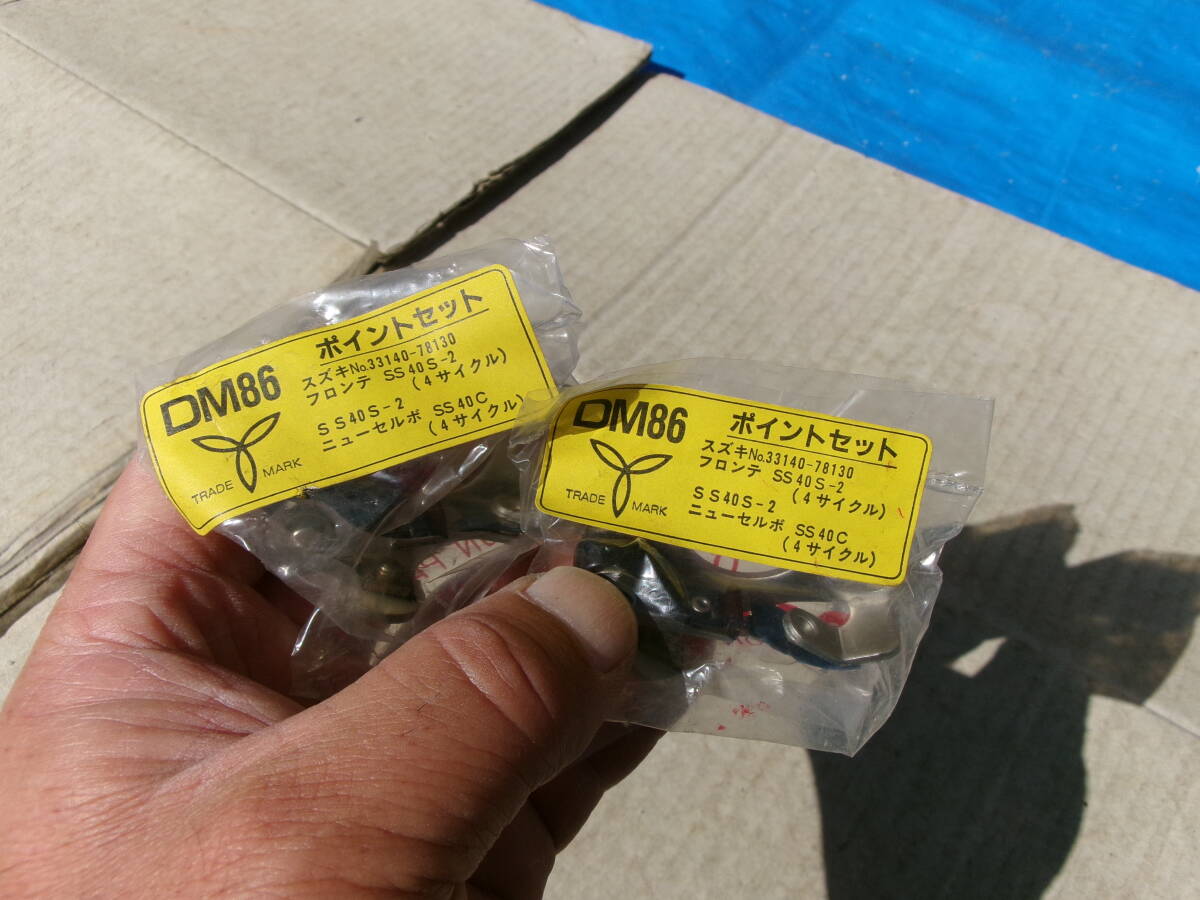 DM86
ポイントセット
スズキNo.33140-78130
フロンテ SS40S-2
(4サイクル)
SS40S-2
ニューセルボ SS40C
(4サイクル)
TRADE MARK
DM86
ポイントセット
スズキNo.33140-78130
フロンテ SS40S-2
(4サイクル)
SS40S-2
ニューセルボ SS40C
(4サイクル)
TRADE MARK